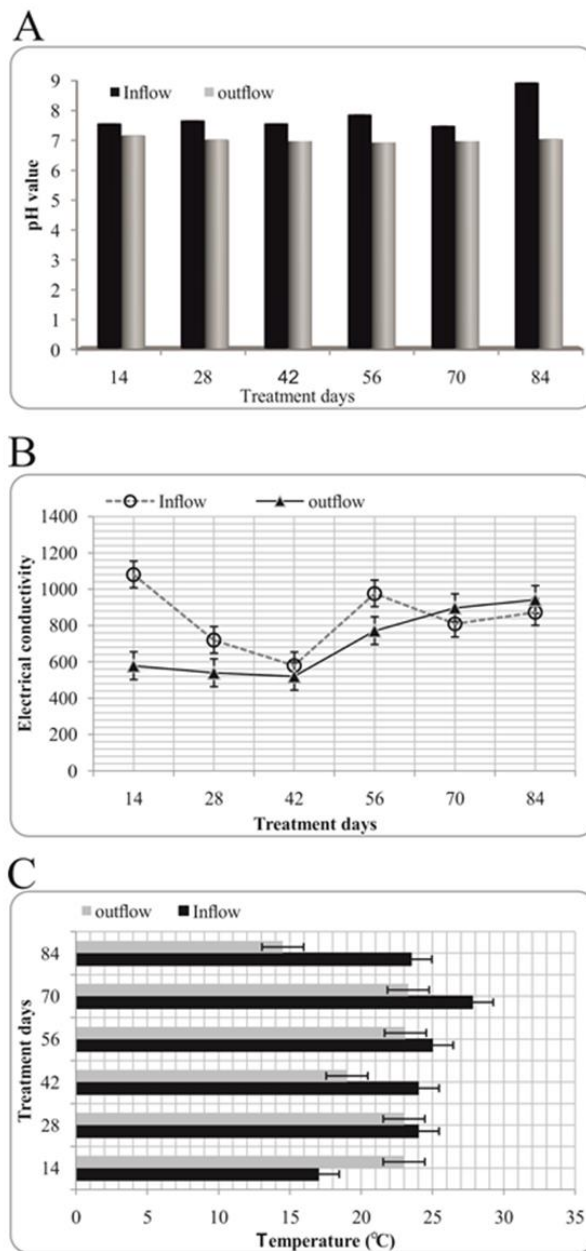 A
Inflow outflow
9
8
7
6
5
4
3
2
1
0
pH value
14 28 42 56 70 84
Treatment days
B
Inflow outflow
1400
1200
1000
800
600
400
200
0
Electrical conductivity
14 28 42 56 70 84
Treatment days
C
outflow Inflow
84
70
56
42
28
14
Treatment days
0 5 10 15 20 25 30 35
Temperature (°C)